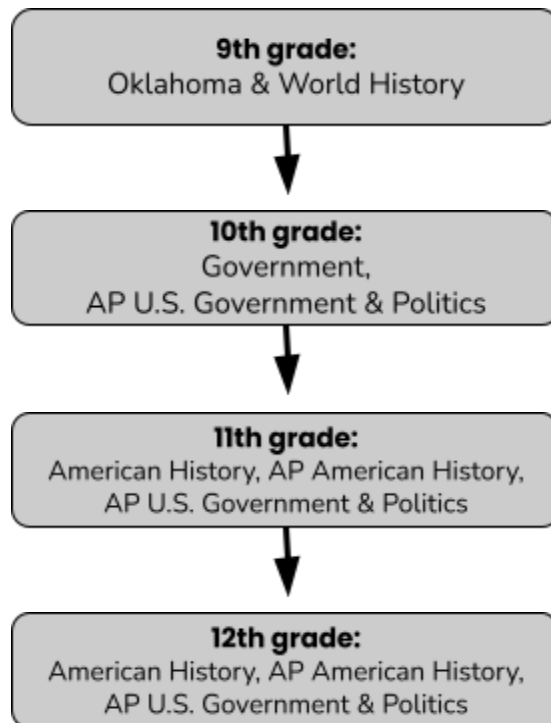 9th grade:
Oklahoma & World History
10th grade:
Government,
AP U.S. Government & Politics
11th grade:
American History, AP American History,
AP U.S. Government & Politics
12th grade:
American History, AP American History,
AP U.S. Government & Politics